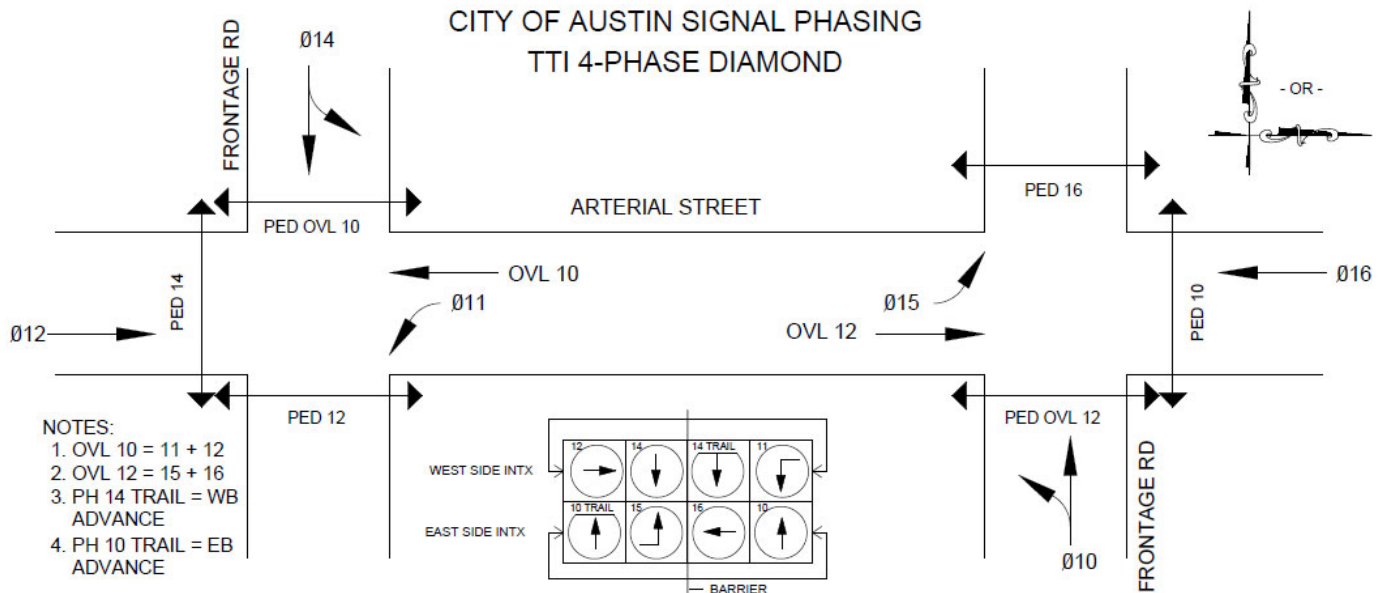 CITY OF AUSTIN SIGNAL PHASING
TTI 4-PHASE DIAMOND
FRONTAGE RD
Ø14
- OR -
PED OVL 10
ARTERIAL STREET
PED 16
PED 14
OVL 10
Ø11
Ø12
Ø15
OVL 12
Ø16
PED 10
PED 12
PED OVL 12
NOTES:
1. OVL 10 = 11 + 12
2. OVL 12 = 15 + 16
3. PH 14 TRAIL = WB
ADVANCE
4. PH 10 TRAIL = EB
ADVANCE
WEST SIDE INTX
12 14 14 TRAIL 11
EAST SIDE INTX
10 TRAIL 15 16 10
BARRIER
Ø10
FRONTAGE RD